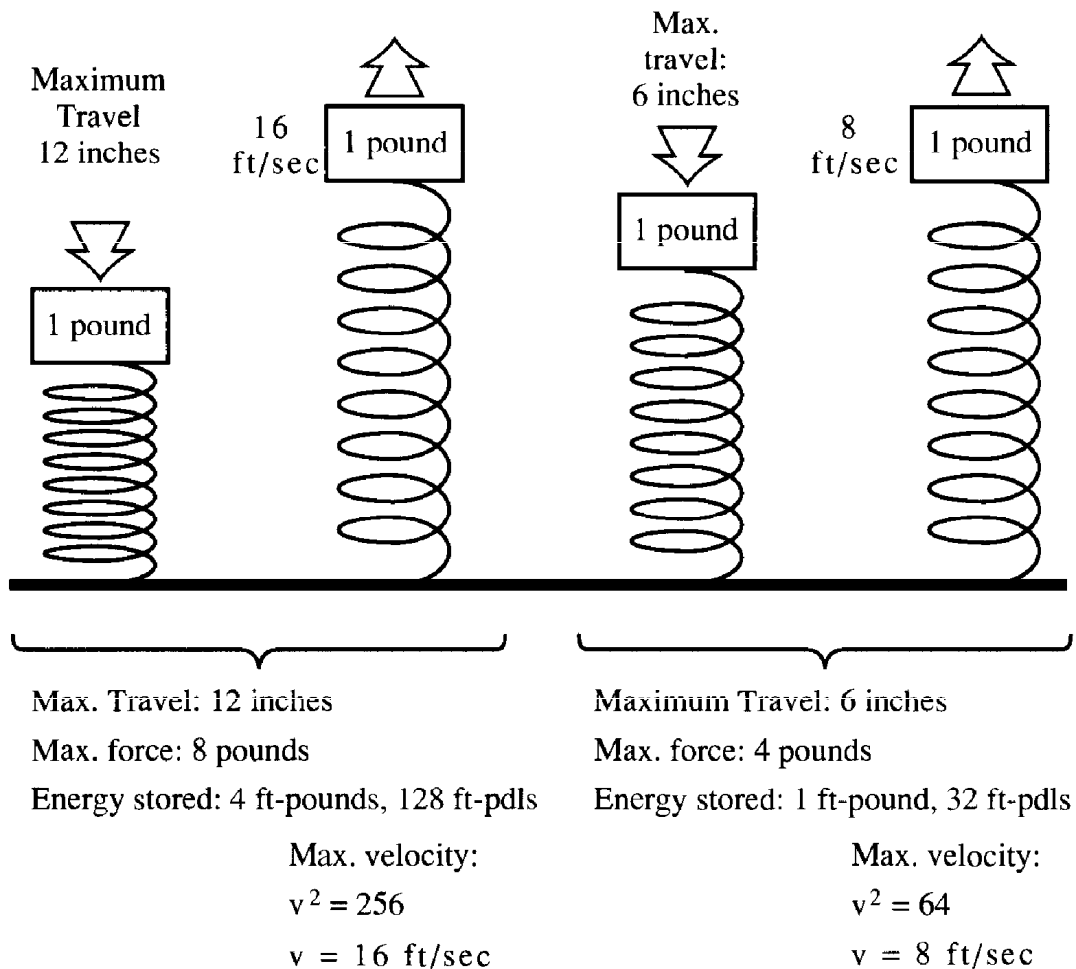 Maximum
Travel
12 inches
1 pound
16
ft/sec
1 pound
Max.
travel:
6 inches
1 pound
8
ft/sec
1 pound
Max. Travel: 12 inches
Max. force: 8 pounds
Energy stored: 4 ft-pounds, 128 ft-pdls
Max. velocity:
v² = 256
v = 16 ft/sec
Maximum Travel: 6 inches
Max. force: 4 pounds
Energy stored: 1 ft-pound, 32 ft-pdls
Max. velocity:
v² = 64
v = 8 ft/sec